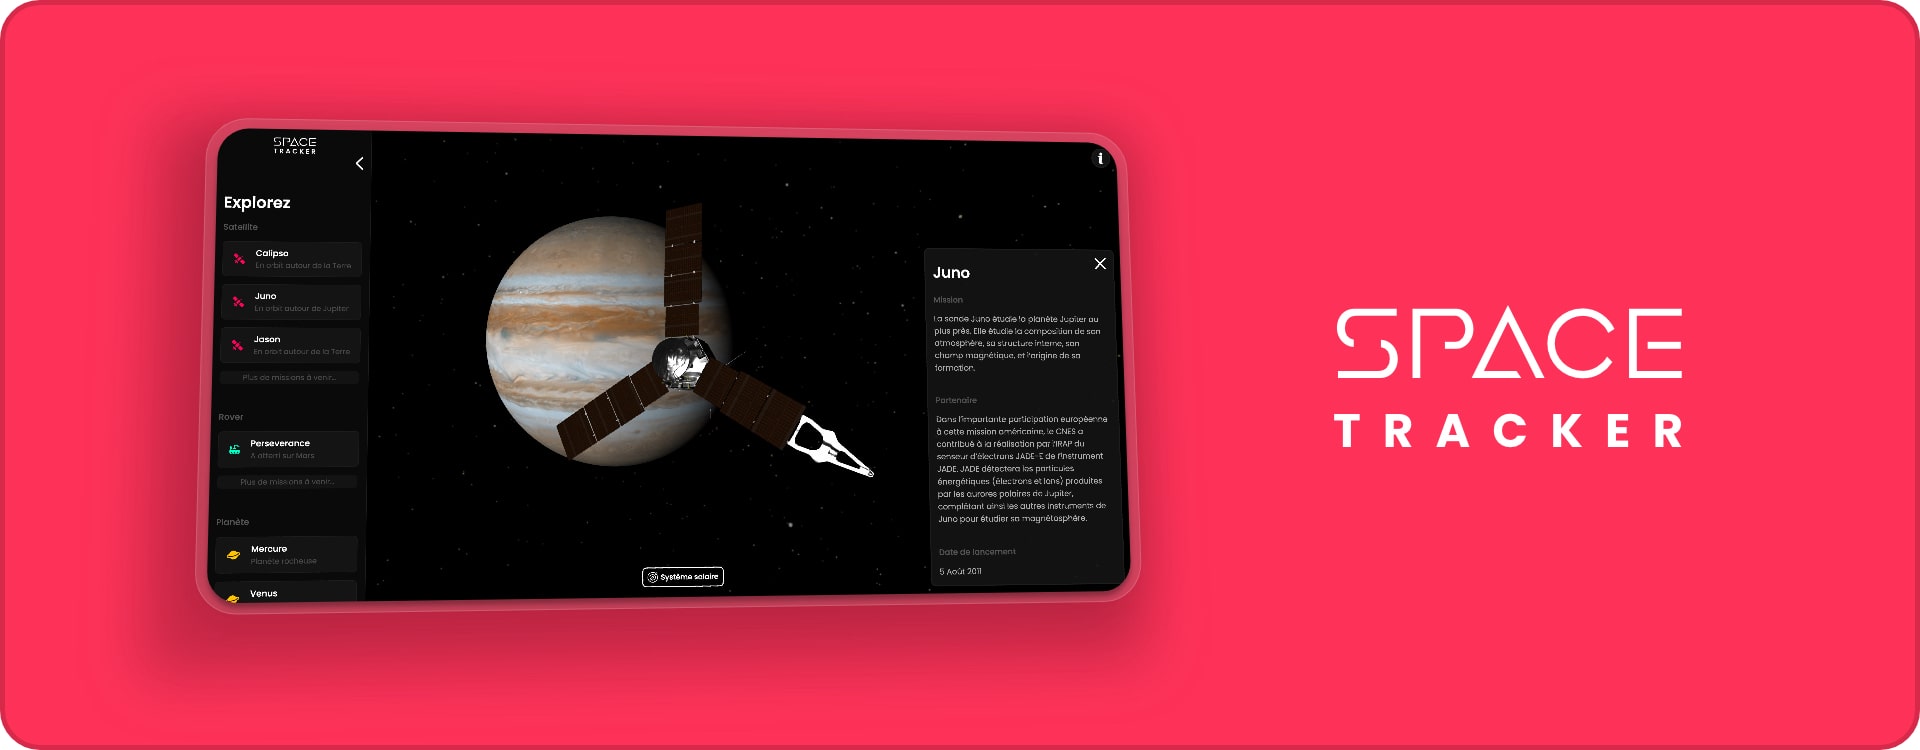 SPACE
TRACKER
Explorez
Satellite
Calipso
En orbit autour de la Terre
Juno
En orbit autour de Jupiter
Jason
En orbit autour de la Terre
Plus de missions à venir...
Rover
Perseverance
A atterri sur Mars
Plus de missions à venir...
Planète
Mercure
Planète rocheuse
Venus
Système solaire
i
Juno
Mission
La sonde Juno étudie la planète Jupiter au
plus près. Elle étudie la composition de son
atmosphère, sa structure interne, son
champ magnétique, et l'origine de sa
formation.
Partenaire
Dans l'importante participation européenne
à cette mission américaine, le CNES a
contribué à la réalisation par l'IRAP du
senseur d'électrons JADE-E de l'instrument
JADE. JADE détectera les particules
énergétiques (électrons et ions) produites
par les aurores polaires de Jupiter,
complétant ainsi les autres instruments de
Juno pour étudier sa magnétosphère.
Date de lancement
5 Août 2011
SPACE
TRACKER